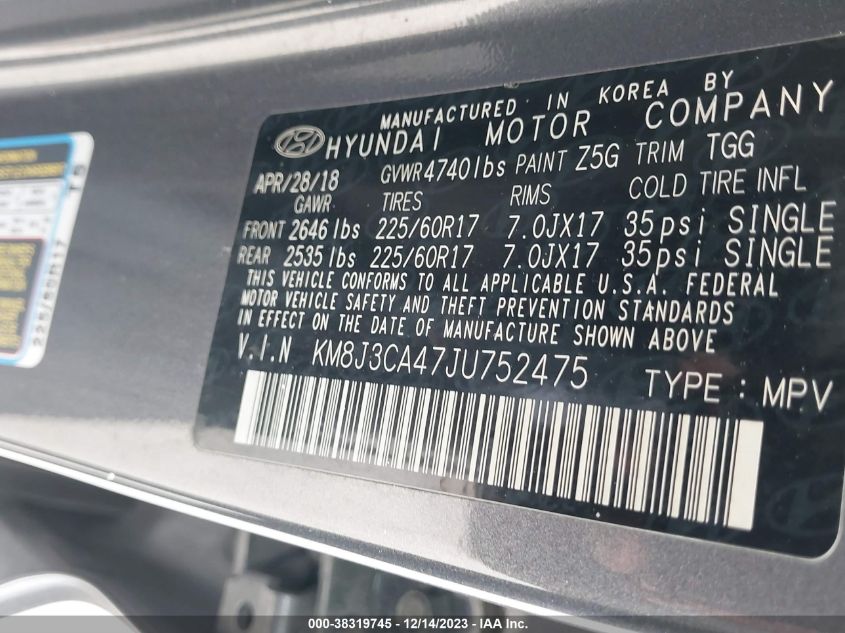 MANUFACTURED IN KOREA BY
HYUNDAI MOTOR COMPANY
APR/28/18 GVWR4740lbs PAINT Z5G TRIM TGG
GAWR TIRES RIMS COLD TIRE INFL
FRONT 2646 lbs 225/60R17 7.0JX17 35psi SINGLE
REAR 2535 lbs 225/60R17 7.0JX17 35psi SINGLE
THIS VEHICLE CONFORMS TO ALL APPLICABLE U.S.A. FEDERAL
MOTOR VEHICLE SAFETY AND THEFT PREVENTION STANDARDS
IN EFFECT ON THE DATE OF MANUFACTURE SHOWN ABOVE
V.I.N KM8J3CA47JU752475 TYPE : MPV
225/60R17
000-38319745 - 12/14/2023 - IAA Inc.